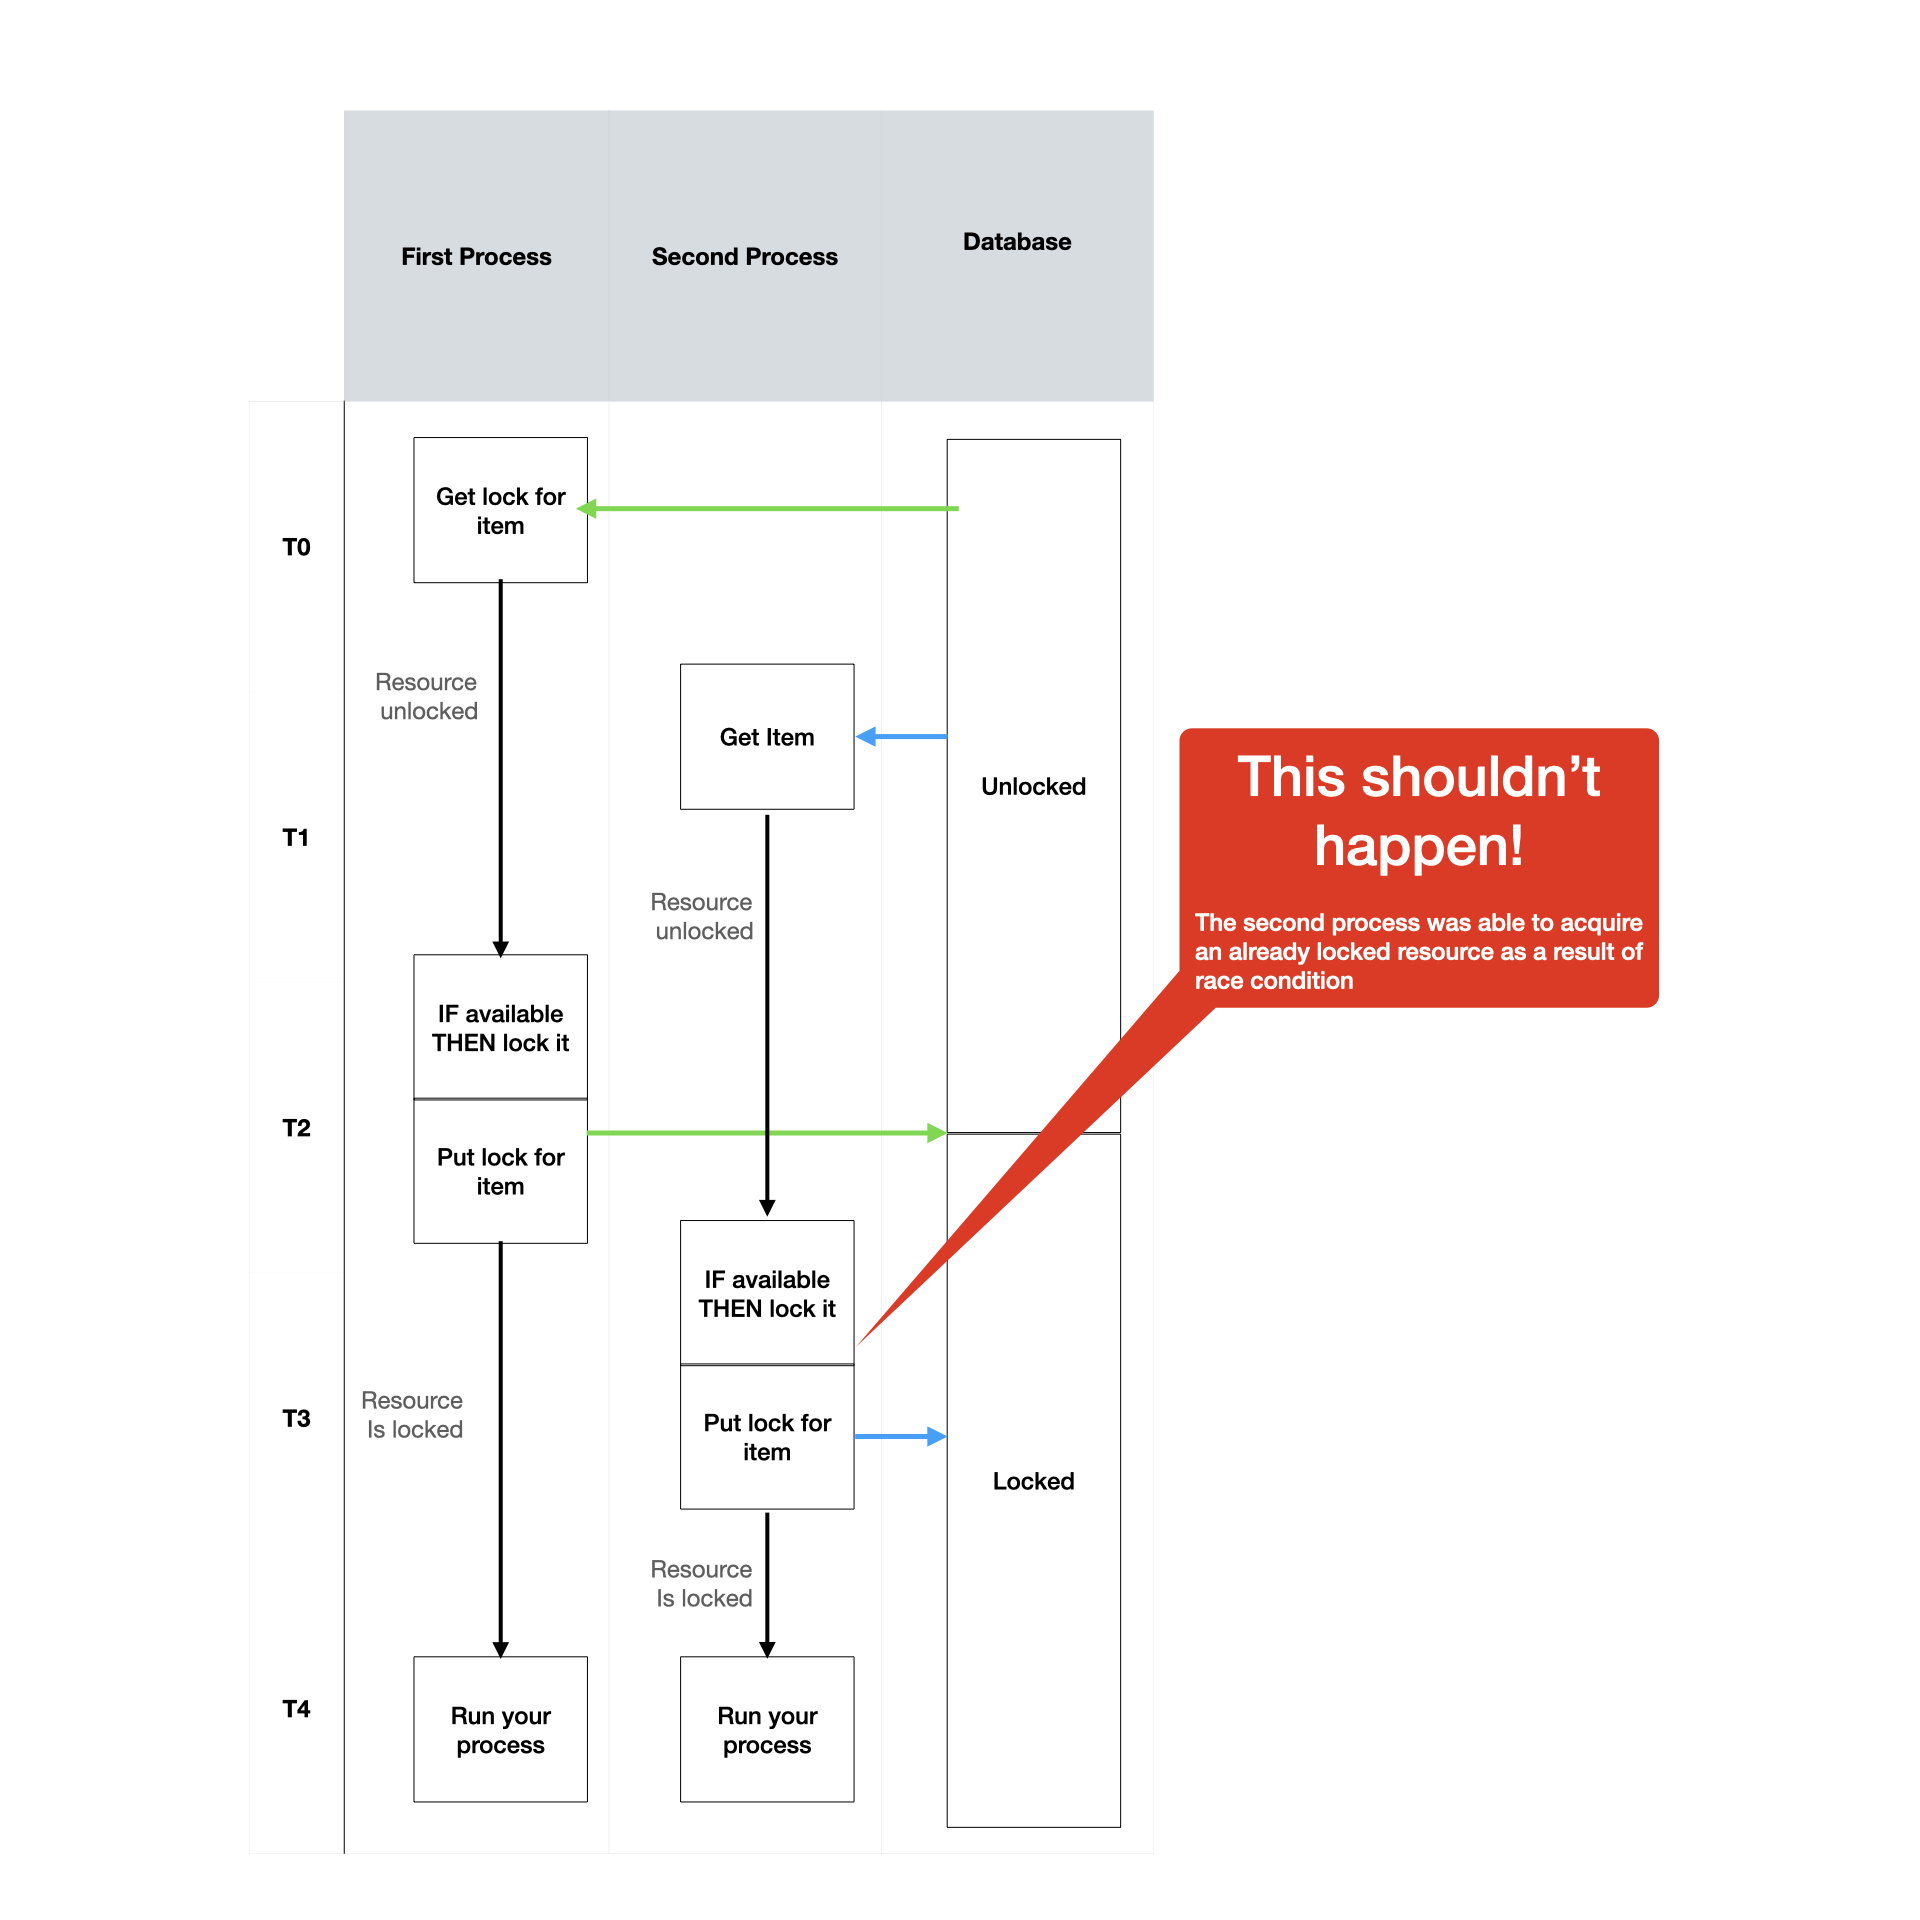 First Process
Second Process
Database
T0
Get lock for
item
Resource
unlocked
Get Item
Unlocked
T1
Resource
unlocked
This shouldn’t
happen!
The second process was able to acquire
an already locked resource as a result of
race condition
IF available
THEN lock it
T2
Put lock for
item
IF available
THEN lock it
T3
Resource
Is locked
Put lock for
item
Locked
Resource
Is locked
T4
Run your
process
Run your
process